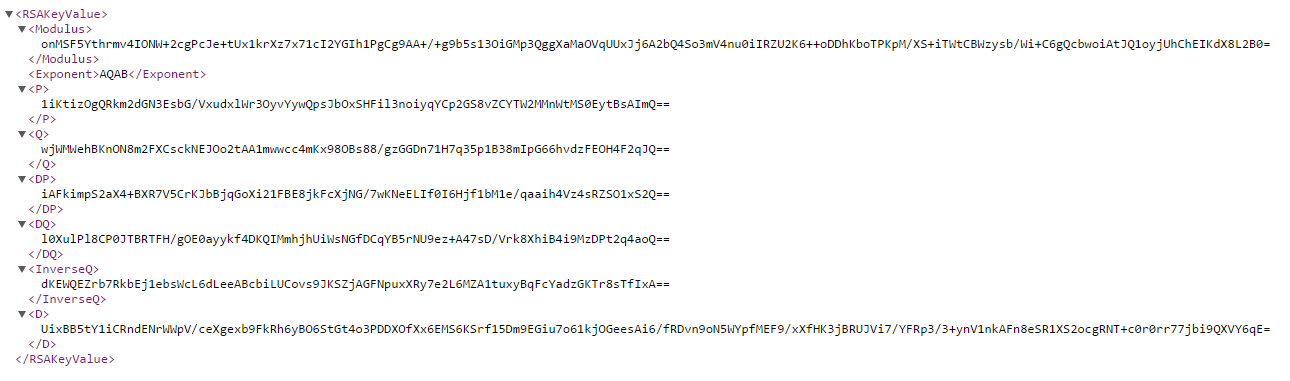 <RSAKeyValue>
<Modulus>
onMSF5Ythrmv4IONW+2cgPcJe+tUx1krXz7x71cI2YGIh1PgCg9AA+/+g9b5s13OiGMp3QggXaMaOVqUUxJj6A2bQ4So3mV4nu0iIRZU2K6++oDDhKboTPKpM/XS+iTWtCBWzysb/Wi+C6gQcbwoiAtJQ1oyjUhChEIKdX8L2B0=
</Modulus>
<Exponent>AQAB</Exponent>
<P>
1iKtizOgQRkm2dGN3EsbG/VxudxlWr3OyvYywQpsJbOxSHFil3noiyqYCp2GS8vZCYTW2MMnWtMS0EytBsAImQ==
</P>
<Q>
wjWMWehBKnON8m2FXCsckNEJOo2tAA1mwwcc4mKx98OBs88/gzGGDn71H7q35p1B38mIpG66hvdzFEOH4F2qJQ==
</Q>
<DP>
iAFkimpS2aX4+BXR7V5CrKJbBjqGoXi21FBE8jkFcXjNG/7wKNeELIf0I6Hjf1bM1e/qaaih4Vz4sRZSO1xS2Q==
</DP>
<DQ>
l0XulPl8CP0JTBRTFH/gOE0ayykf4DKQIMmhjhUiWsNGfDCqYB5rNU9ez+A47sD/Vrk8XhiB4i9MzDPt2q4aoQ==
</DQ>
<InverseQ>
dKEWQEZrb7RkbEj1ebsWcL6dLeeABcbiLUCovs9JKSZjAGFNpuxXRy7e2L6MZA1tuxyBqFcYadzGKTr8sTfIxA==
</InverseQ>
<D>
UixBB5tY1iCRndENrWWpV/ceXgexb9FkRh6yBO6StGt4o3PDDXOfXx6EMS6KSrf15Dm9EGiu7o61kjOGeesAi6/fRDvn9oN5WYpfMEF9/xXfHK3jBRUJVi7/YFRp3/3+ynV1nkAFn8eSR1XS2ocgRNT+c0r0rr77jbi9QXVY6qE=
</D>
</RSAKeyValue>